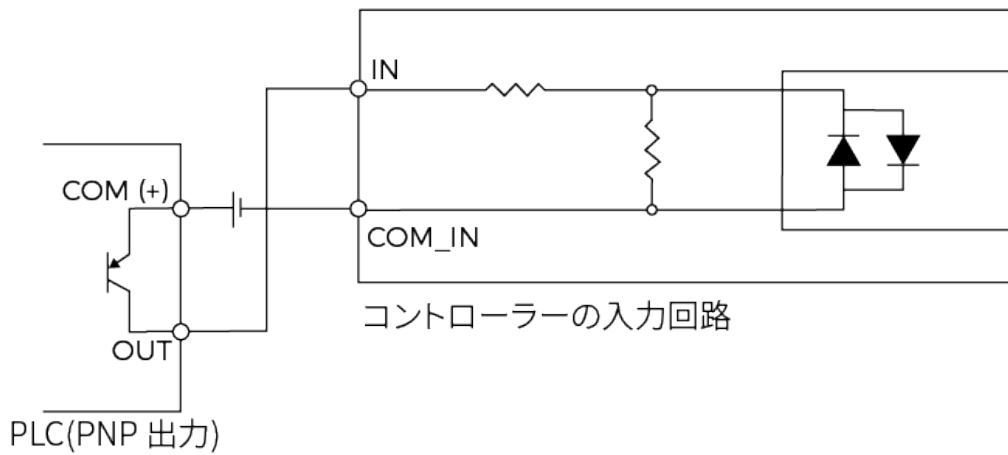 IN
COM (+)
COM_IN
コントローラーの入力回路
OUT
PLC(PNP 出力)